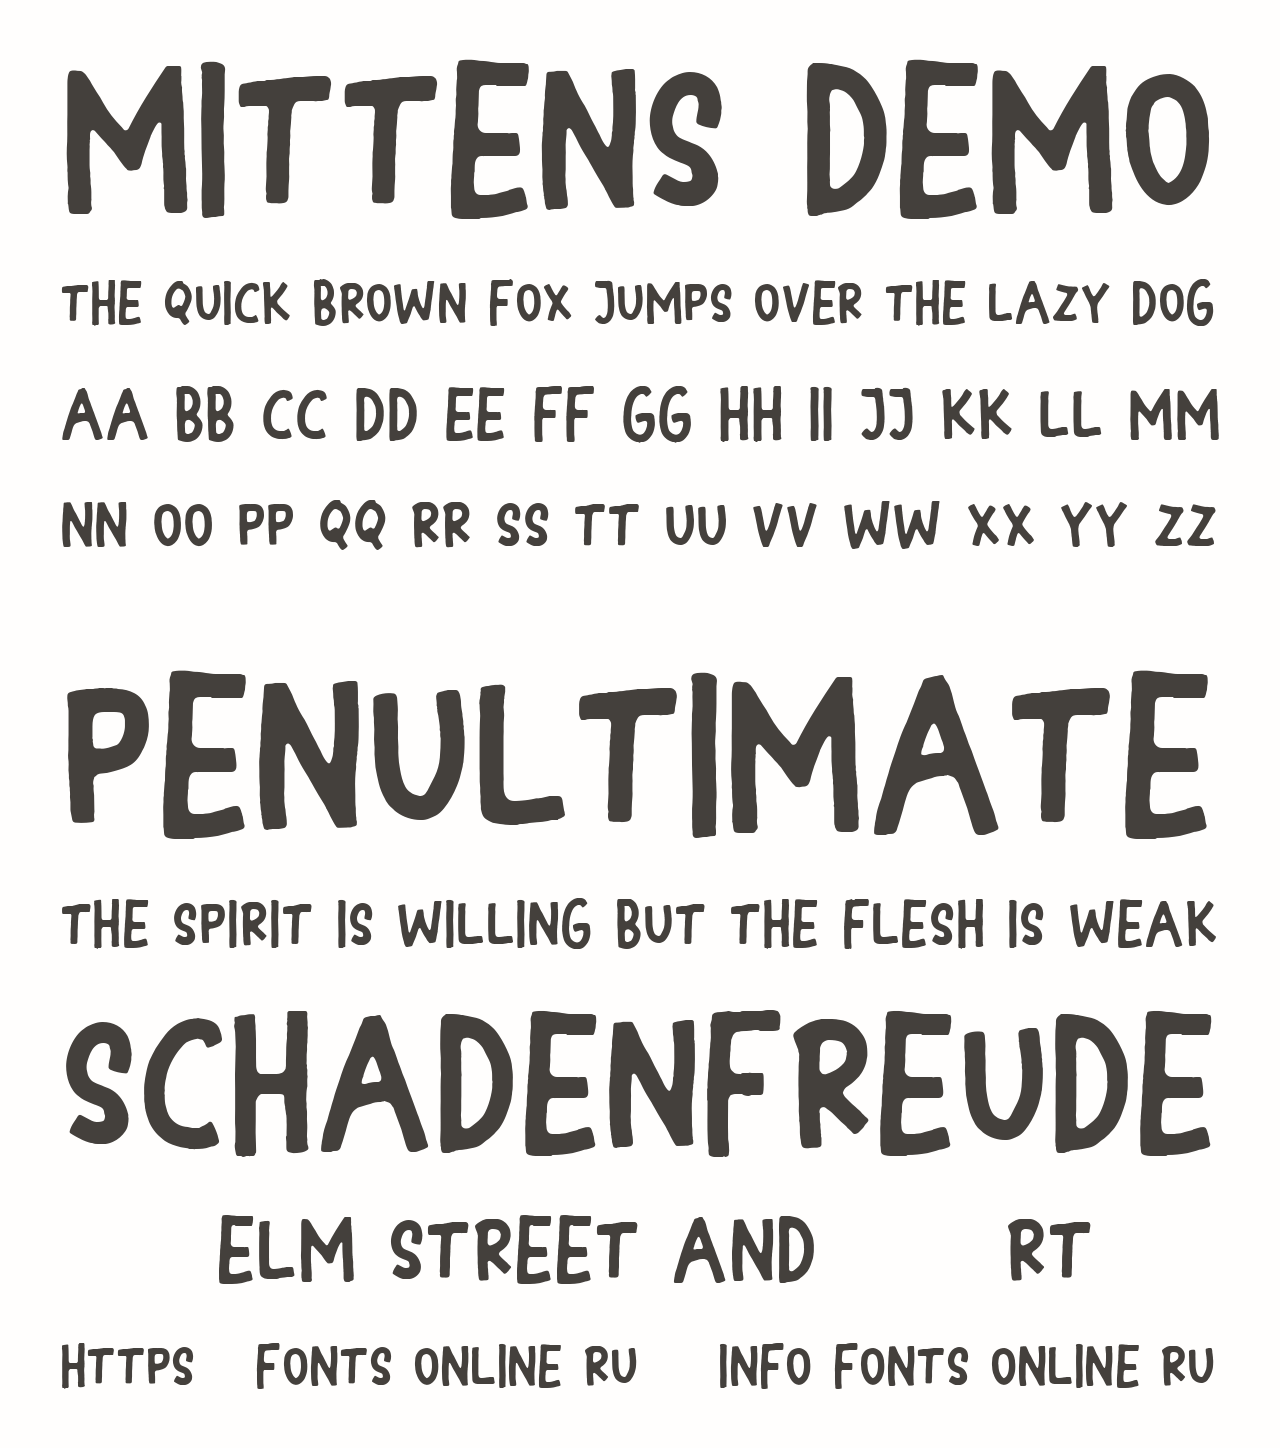 MITTENS DEMO
THE QUICK BROWN FOX JUMPS OVER THE LAZY DOG
AA BB CC DD EE FF GG HH II JJ KK LL MM
NN OO PP QQ RR SS TT UU VV WW XX YY ZZ
PENULTIMATE
THE SPIRIT IS WILLING BUT THE FLESH IS WEAK
SCHADENFREUDE
ELM STREET AND RT
HTTPS FONTS ONLINE RU INFO FONTS ONLINE RU